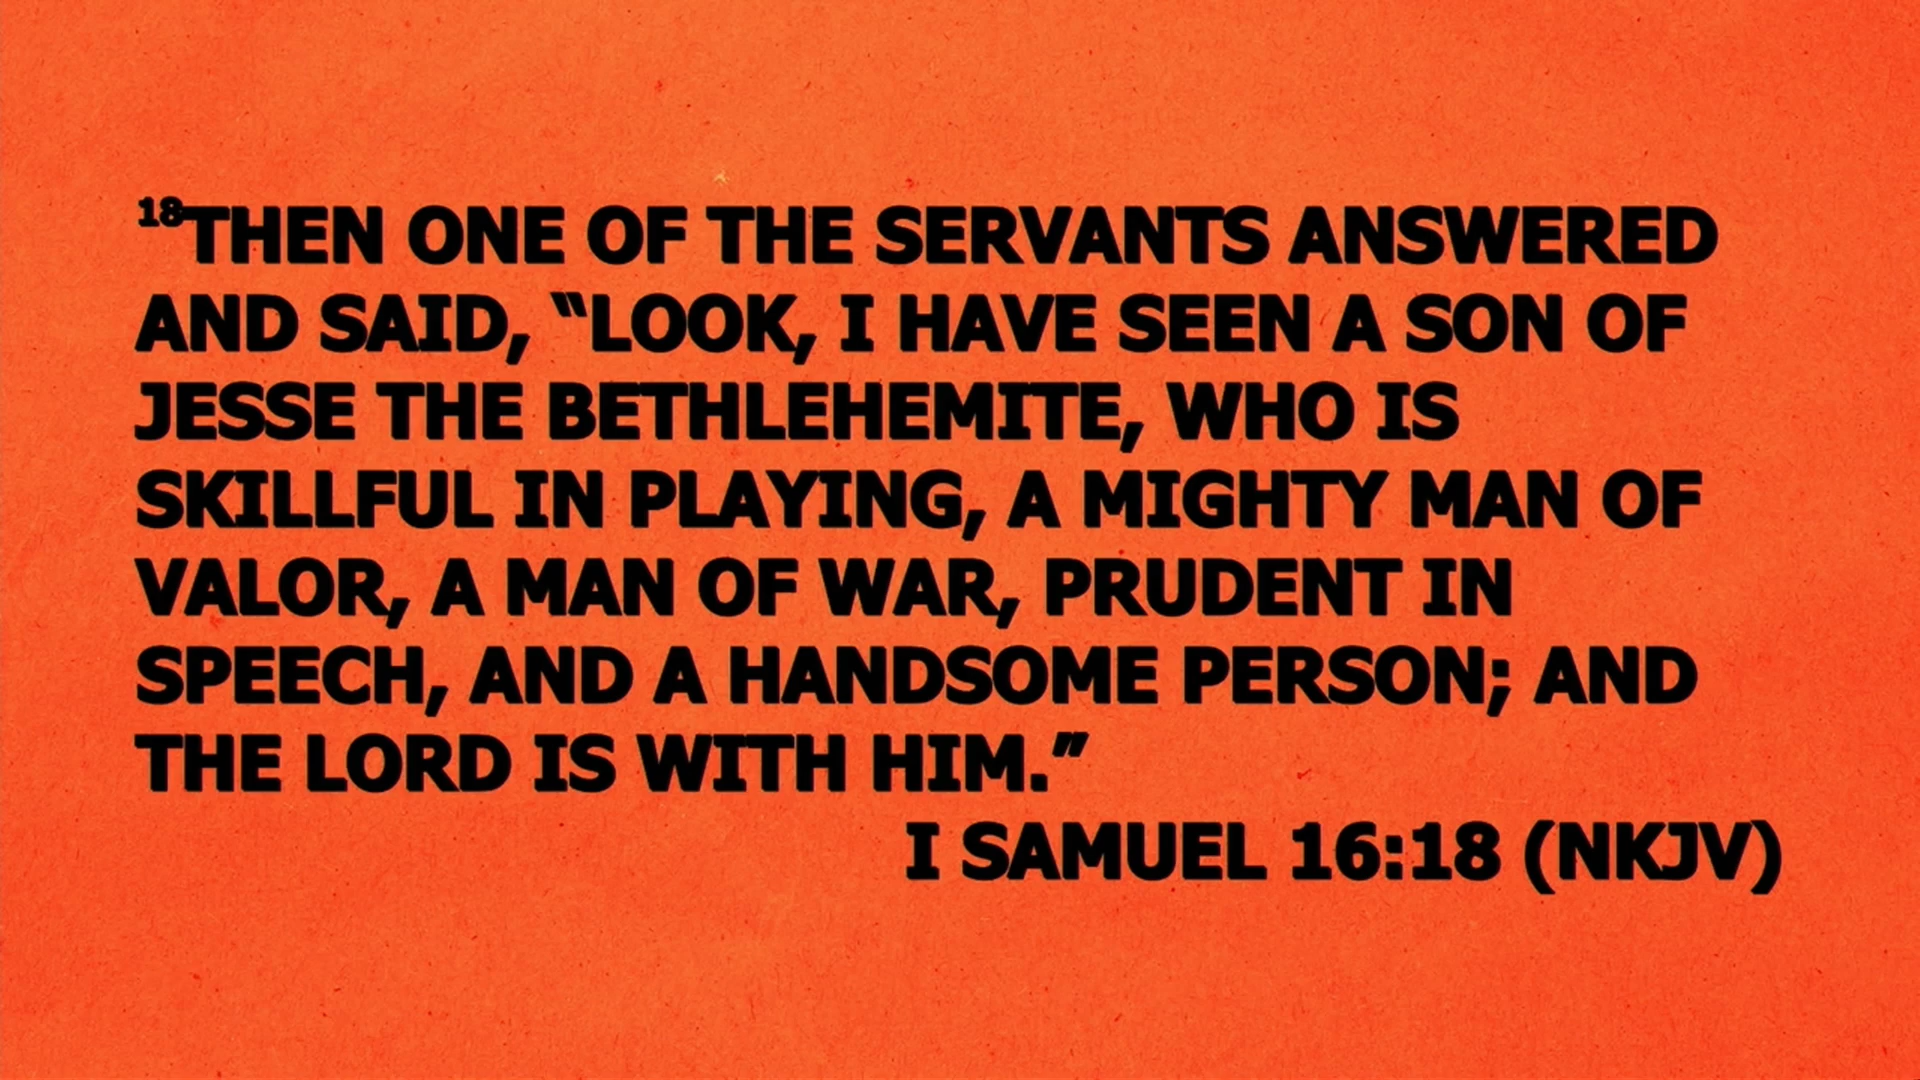 18THEN ONE OF THE SERVANTS ANSWERED
AND SAID, “LOOK, I HAVE SEEN A SON OF
JESSE THE BETHLEHEMITE, WHO IS
SKILLFUL IN PLAYING, A MIGHTY MAN OF
VALOR, A MAN OF WAR, PRUDENT IN
SPEECH, AND A HANDSOME PERSON; AND
THE LORD IS WITH HIM.”
I SAMUEL 16:18 (NKJV)